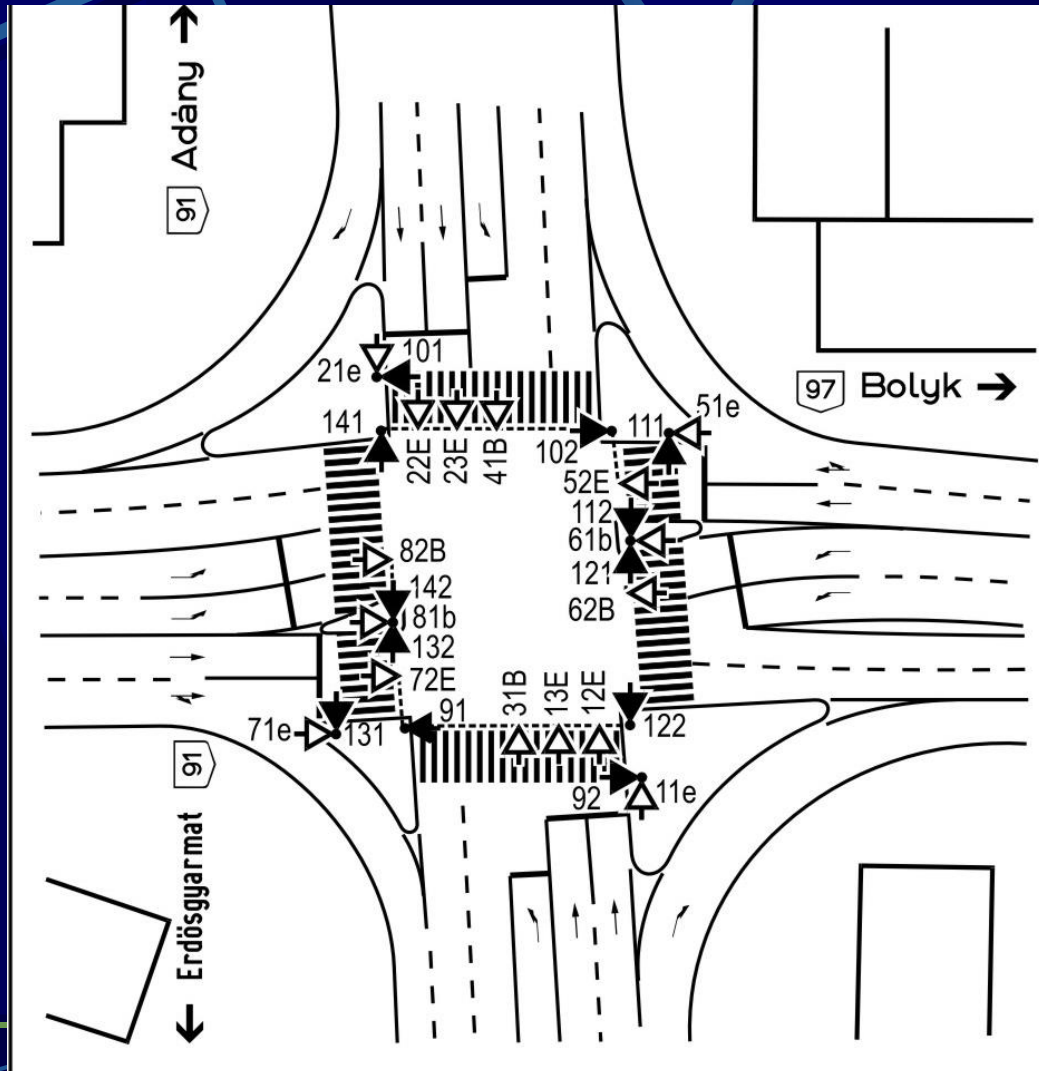 91 Adány
101
21e
97 Bolyk
51e
141
111
102
22E
23E
41B
52E
112
82B
61b
142
121
81b
62B
132
72E
31B
13E
12E
91
71e
131
122
91
92
11e
Erdösgyarmat